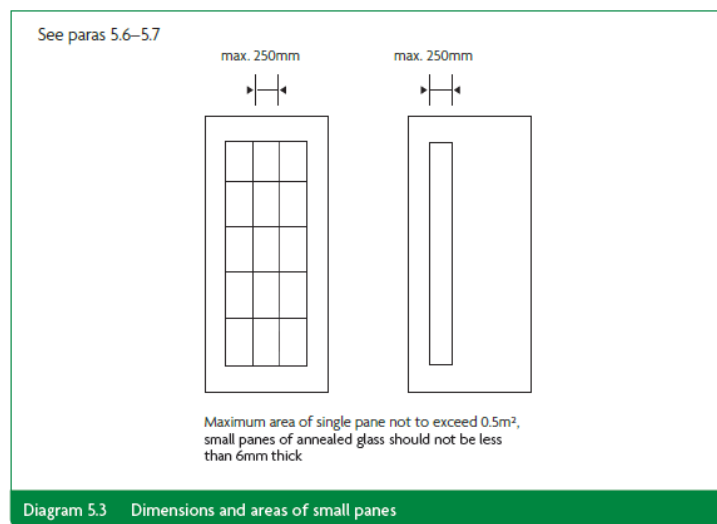 See paras 5.6–5.7
max. 250mm
max. 250mm
Maximum area of single pane not to exceed 0.5m²,
small panes of annealed glass should not be less
than 6mm thick
Diagram 5.3 Dimensions and areas of small panes